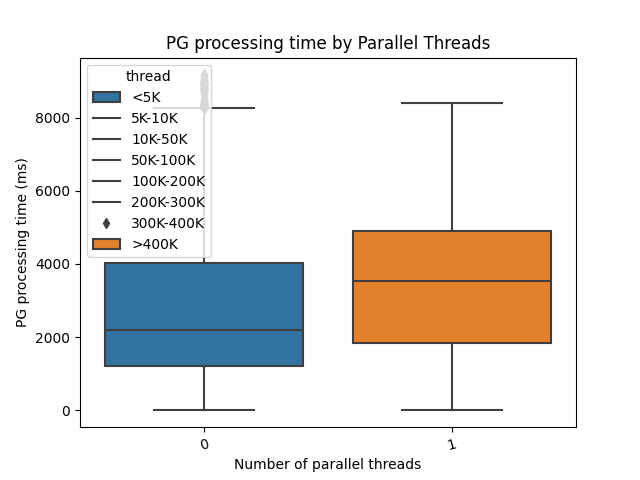 PG processing time by Parallel Threads
thread
<5K
5K-10K
10K-50K
50K-100K
100K-200K
200K-300K
300K-400K
>400K
8000
6000
4000
2000
0
PG processing time (ms)
0
1
Number of parallel threads